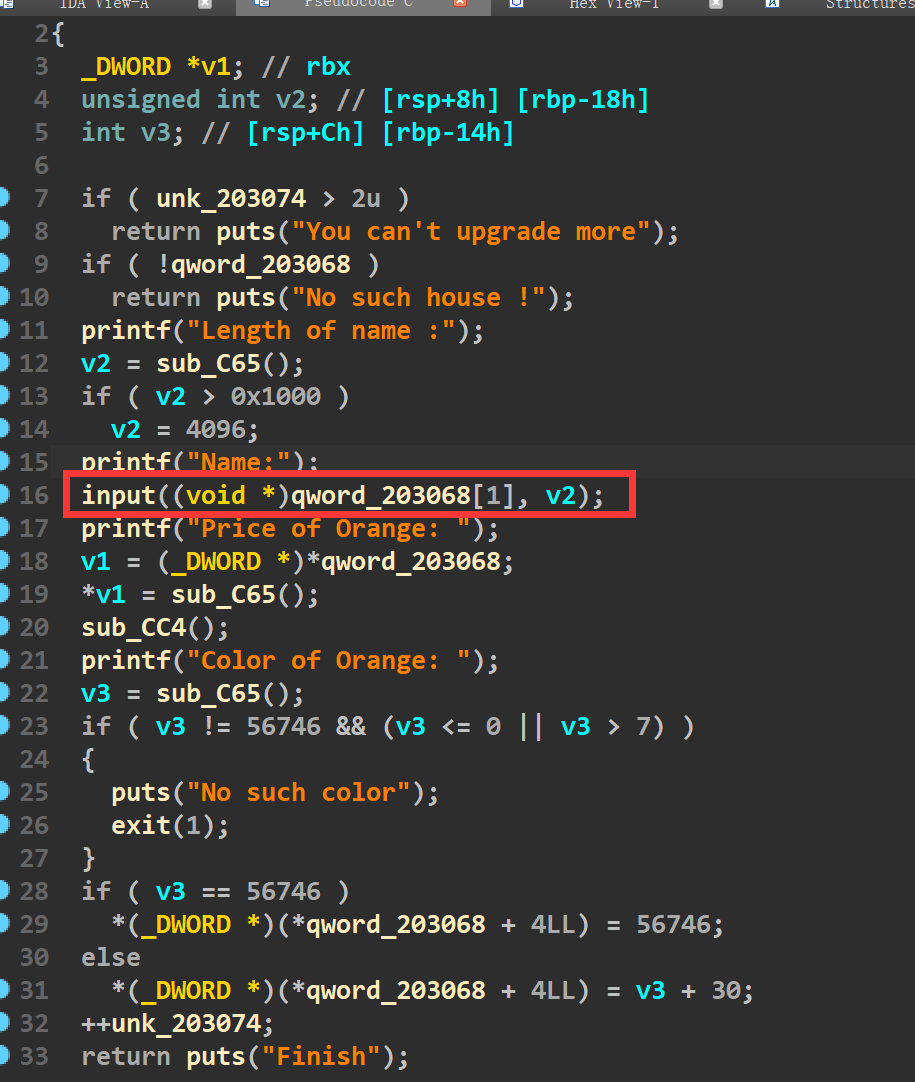 IDA View-A Pseudocode C Hex View-1 Structures
2 {
3 _DWORD *v1; // rbx
4 unsigned int v2; // [rsp+8h] [rbp-18h]
5 int v3; // [rsp+Ch] [rbp-14h]
6
7 if ( unk_203074 > 2u )
8 return puts("You can't upgrade more");
9 if ( !qword_203068 )
10 return puts("No such house !");
11 printf("Length of name :");
12 v2 = sub_C65();
13 if ( v2 > 0x1000 )
14 v2 = 4096;
15 printf("Name:");
16 input((void *)qword_203068[1], v2);
17 printf("Price of Orange: ");
18 v1 = (_DWORD *)*qword_203068;
19 *v1 = sub_C65();
20 sub_CC4();
21 printf("Color of Orange: ");
22 v3 = sub_C65();
23 if ( v3 != 56746 && (v3 <= 0 || v3 > 7) )
24 {
25 puts("No such color");
26 exit(1);
27 }
28 if ( v3 == 56746 )
29 *(_DWORD *)(*qword_203068 + 4LL) = 56746;
30 else
31 *(_DWORD *)(*qword_203068 + 4LL) = v3 + 30;
32 ++unk_203074;
33 return puts("Finish");